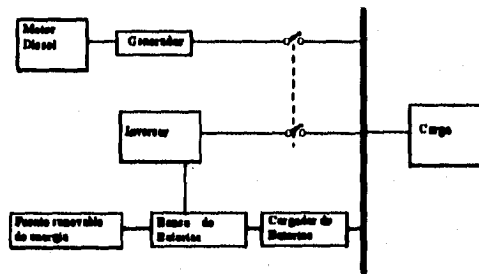 Motor
Diesel
Generador
Inversor
Carga
Fuente renovable
de energía
Banco de
Baterías
Cargador de
Baterías